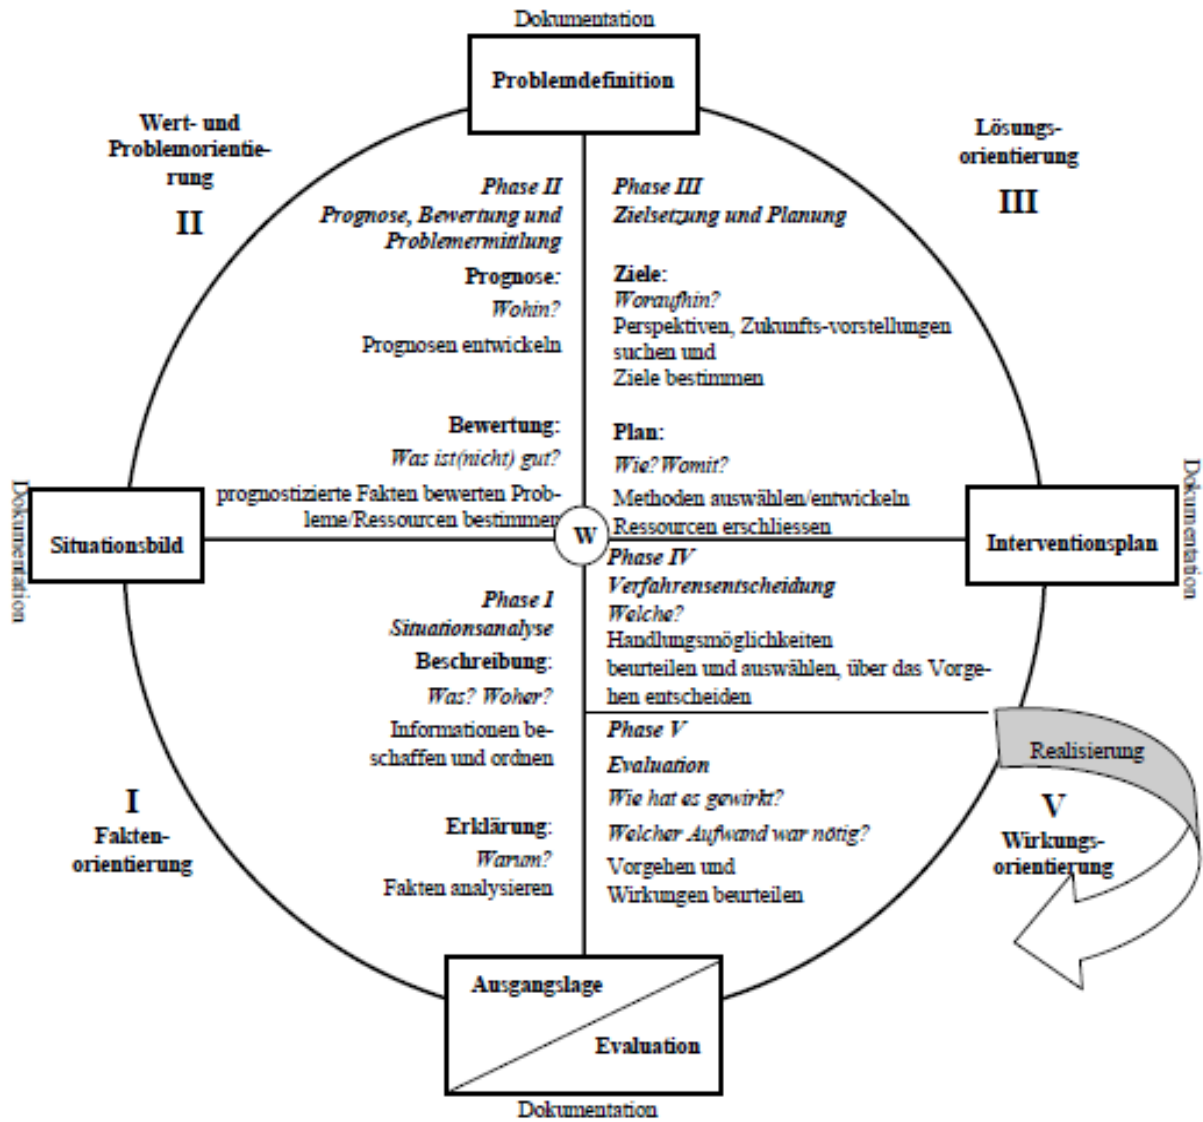 Dokumentation
Problemdefinition
Wert- und
Problemorientie-
rung
II
Lösungs-
orientierung
III
Phase II
Prognose, Bewertung und
Problemermittlung
Prognose:
Wohin?
Prognosen entwickeln
Bewertung:
Was ist(nicht) gut?
prognostizierte Fakten bewerten Prob-
leme/Ressourcen bestimmen
Phase III
Zielsetzung und Planung
Ziele:
Woraufhin?
Perspektiven, Zukunfts-vorstellungen
suchen und
Ziele bestimmen
Plan:
Wie? Womit?
Methoden auswählen/entwickeln
Ressourcen erschliessen
Dokumentation
Situationsbild
W
Interventionsplan
Dokumentation
Phase I
Situationsanalyse
Beschreibung:
Was? Woher?
Informationen be-
schaffen und ordnen
Erklärung:
Warum?
Fakten analysieren
I
Fakten-
orientierung
Phase IV
Verfahrensentscheidung
Welche?
Handlungsmöglichkeiten
beurteilen und auswählen, über das Vorge-
hen entscheiden
Phase V
Evaluation
Wie hat es gewirkt?
Welcher Aufwand war nötig?
Vorgehen und
Wirkungen beurteilen
Realisierung
V
Wirkungs-
orientierung
Ausgangslage
Evaluation
Dokumentation